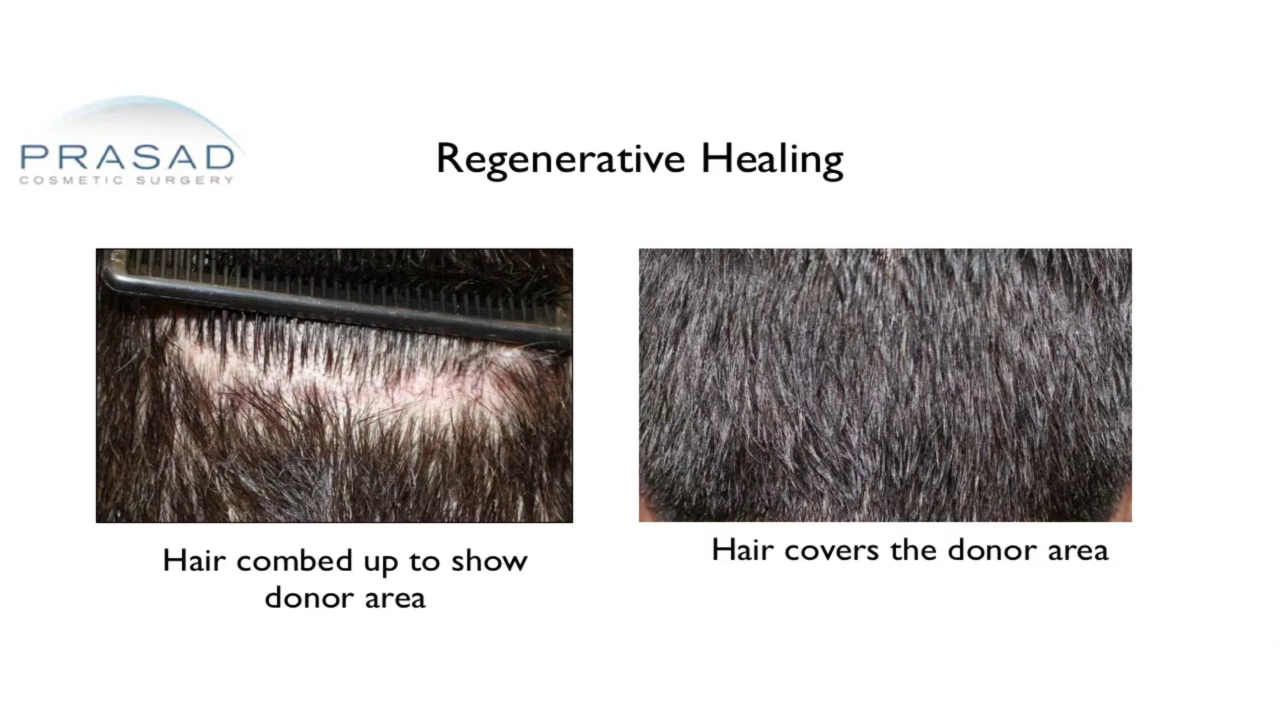 PRASAD
COSMETIC SURGERY
Regenerative Healing
Hair combed up to show
donor area
Hair covers the donor area